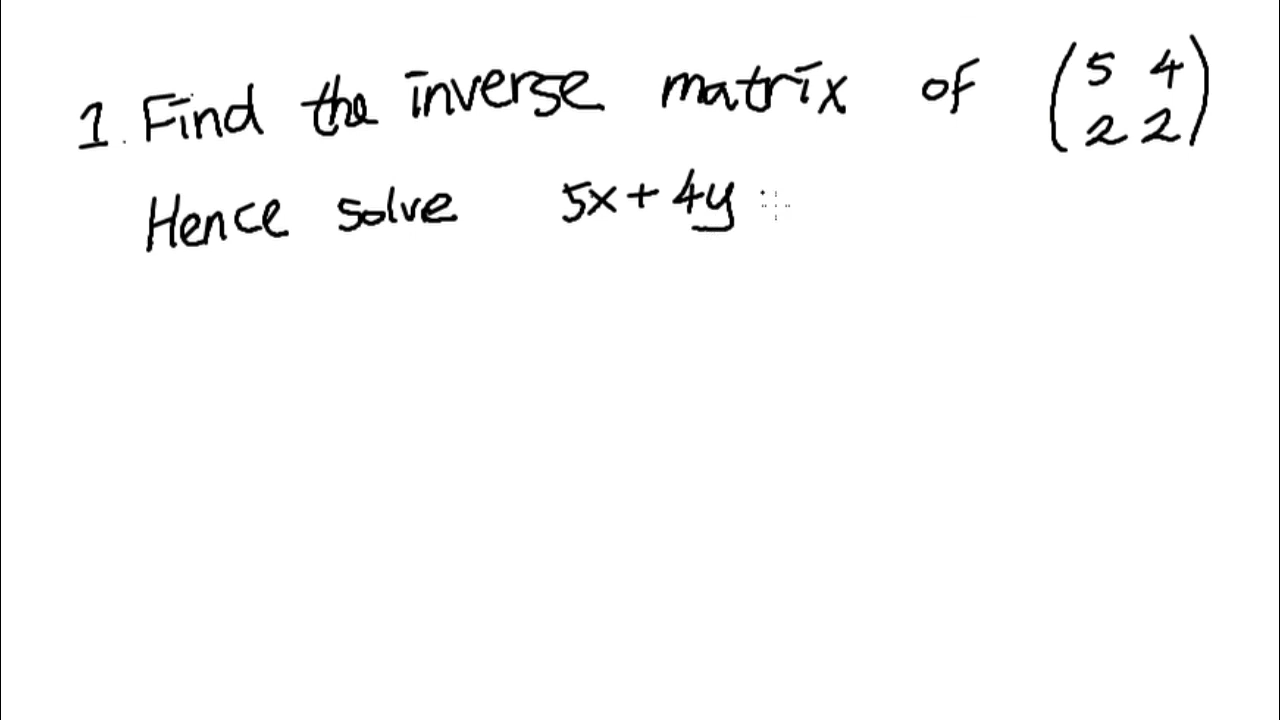 1. Find the inverse matrix of (5 4
2 2)
Hence solve 5x + 4y